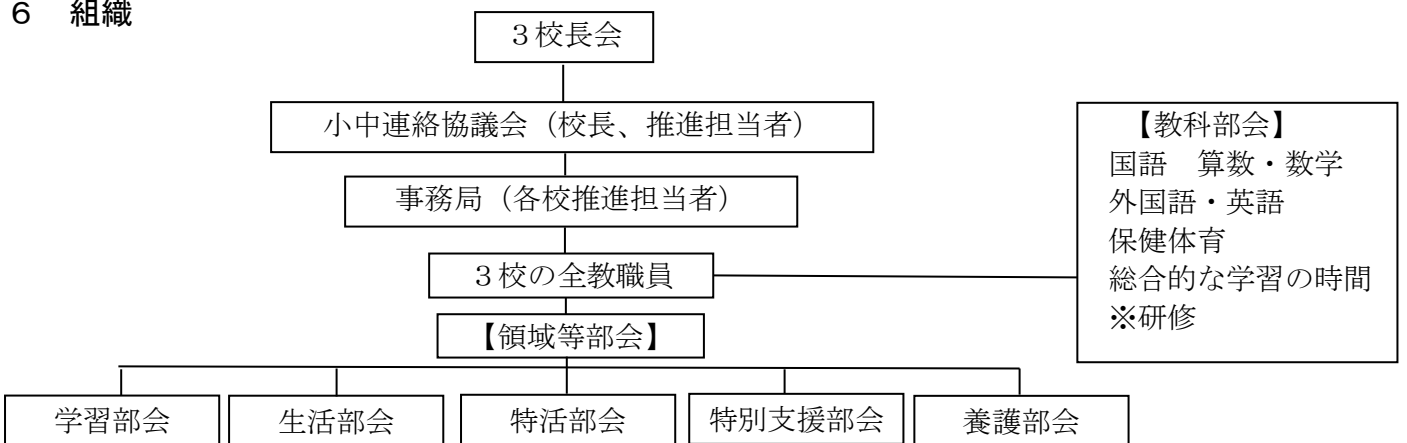 ６　組織
３校長会
小中連絡協議会（校長、推進担当者）
事務局（各校推進担当者）
３校の全教職員
【教科部会】
国語　算数・数学
外国語・英語
保健体育
総合的な学習の時間
※研修
【領域等部会】
学習部会
生活部会
特活部会
特別支援部会
養護部会